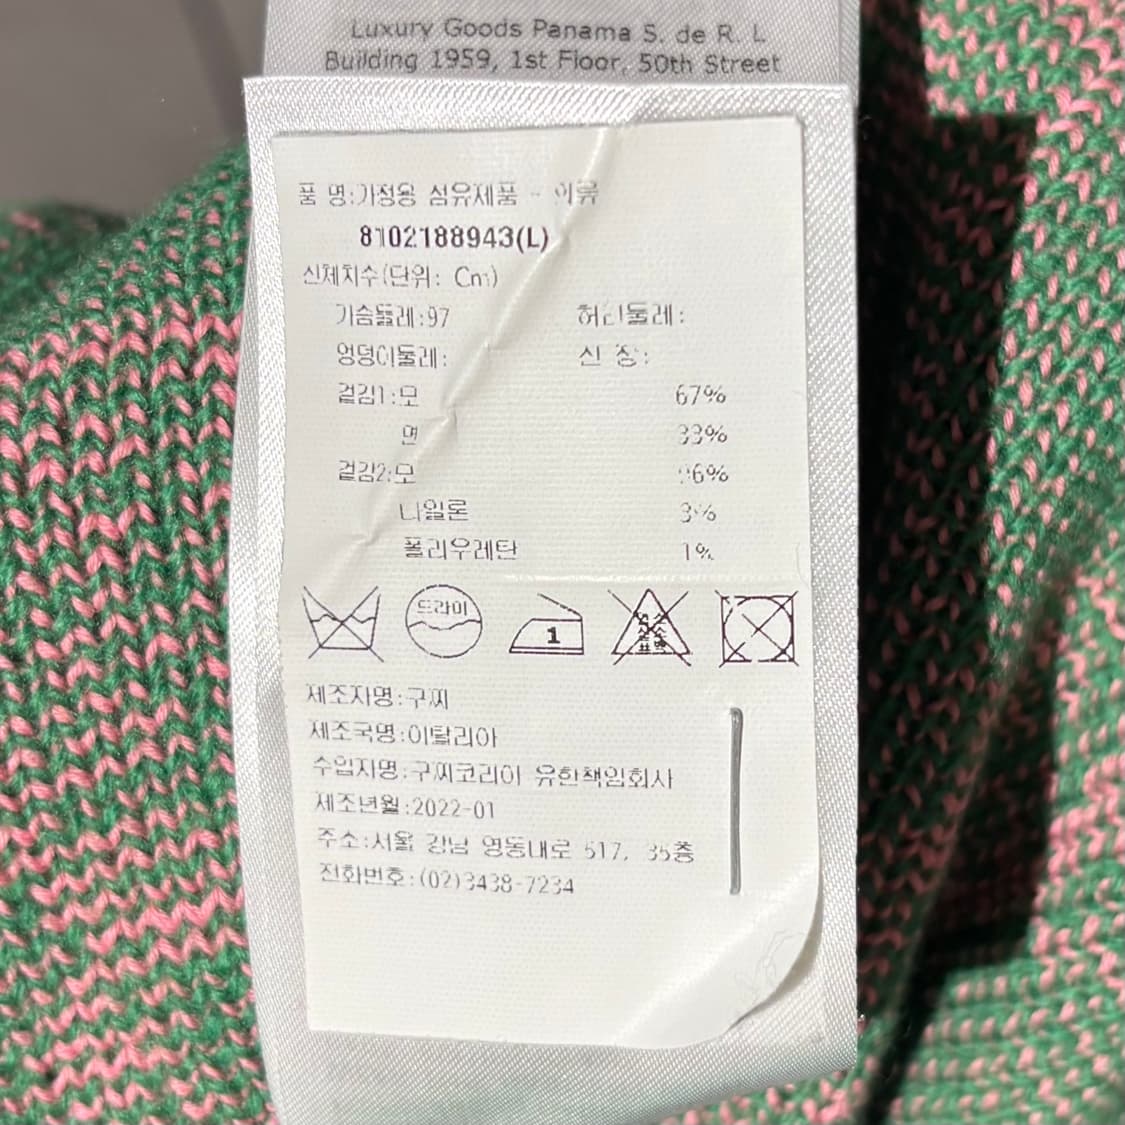 Luxury Goods Panama S. de R. L
Building 1959, 1st Floor, 50th Street
품 명:가정용 섬유제품 - 의류
8102188943(L)
신체치수(단위: Cm)
가슴둘레:97 허리둘레:
엉덩이둘레: 신 장:
겉감1:모 67%
면 33%
겉감2:모 96%
나일론 3%
폴리우레탄 1%
드라이
1
제조자명:구찌
제조국명:이탈리아
수입자명:구찌코리아 유한책임회사
제조년월:2022-01
주소:서울 강남 영동대로 517, 35층
전화번호:(02)3438-7234